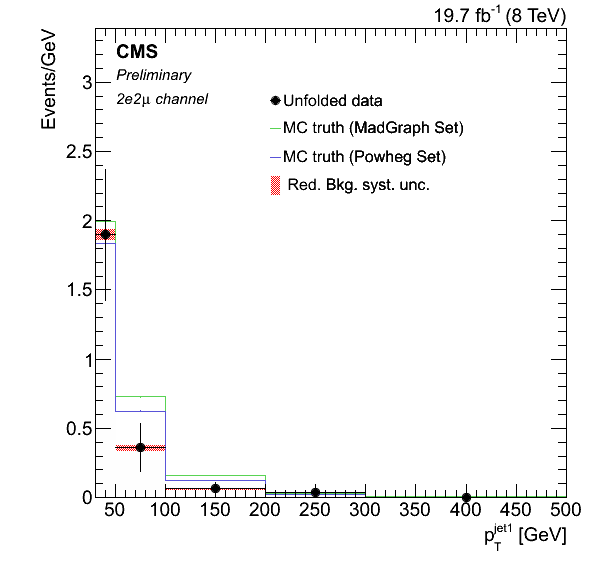 19.7 fb⁻¹ (8 TeV)
Events/GeV
CMS
Preliminary
2e2μ channel
Unfolded data
MC truth (MadGraph Set)
MC truth (Powheg Set)
Red. Bkg. syst. unc.
3
2.5
2
1.5
1
0.5
0
50 100 150 200 250 300 350 400 450 500
p_T^jet1 [GeV]